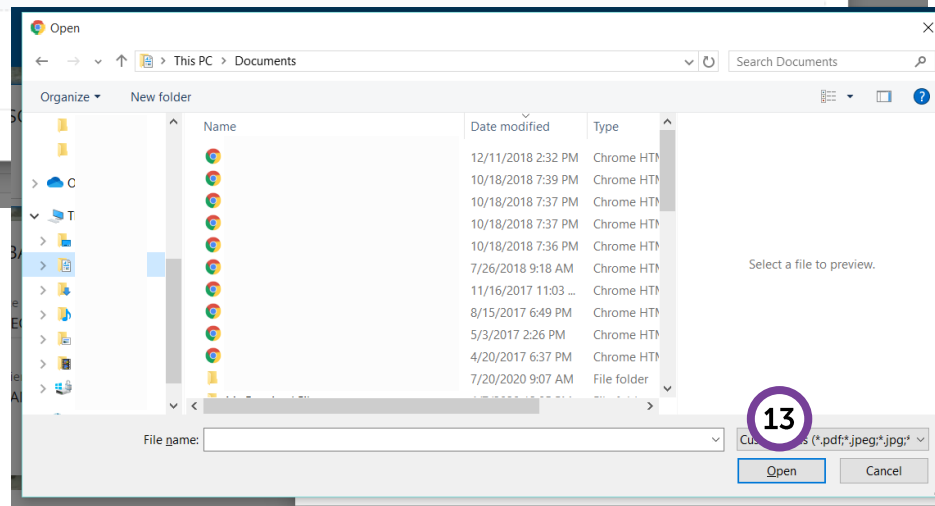 Open
This PC > Documents
Search Documents
Organize
New folder
?
Name
Date modified
Type
12/11/2018 2:32 PM Chrome HTM
10/18/2018 7:39 PM Chrome HTM
10/18/2018 7:37 PM Chrome HTM
10/18/2018 7:37 PM Chrome HTM
10/18/2018 7:36 PM Chrome HTM
7/26/2018 9:18 AM Chrome HTM
11/16/2017 11:03 ... Chrome HTM
8/15/2017 6:49 PM Chrome HTM
5/3/2017 2:26 PM Chrome HTM
4/20/2017 6:37 PM Chrome HTM
7/20/2020 9:07 AM File folder
O
T
Select a file to preview.
13
File name:
(*.pdf;*.jpeg;*.jpg;*
Open
Cancel